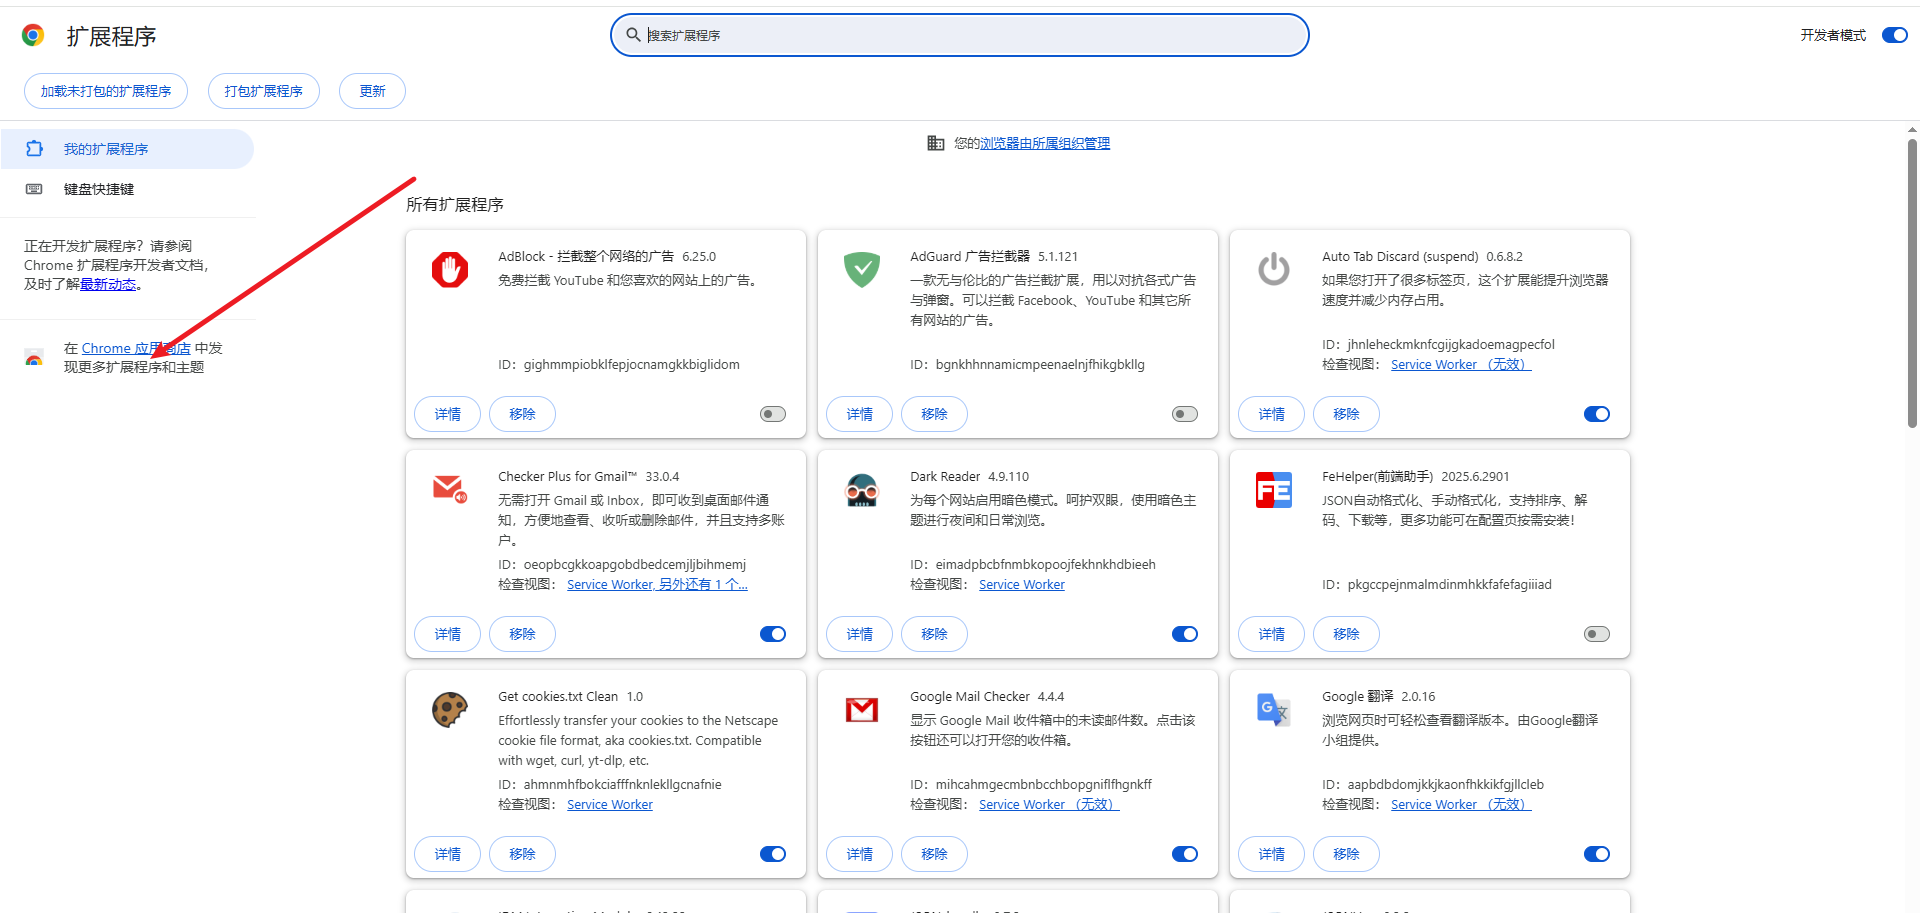 扩展程序
搜索扩展程序
开发者模式
加载未打包的扩展程序
打包扩展程序
更新
我的扩展程序
键盘快捷键
正在开发扩展程序？请参阅
Chrome 扩展程序开发者文档，
及时了解最新动态。
在 Chrome 应用商店 中发
现更多扩展程序和主题
您的浏览器由所属组织管理
所有扩展程序
AdBlock - 拦截整个网络的广告 6.25.0
免费拦截 YouTube 和您喜欢的网站上的广告。
ID：gighmmpiobklfepjocnamgkkbiglidom
详情
移除
AdGuard 广告拦截器 5.1.121
一款无与伦比的广告拦截扩展，用以对抗各式广告
与弹窗。可以拦截 Facebook、YouTube 和其它所
有网站的广告。
ID：bgnkhhnnamicmpeenaelnjfhikgbkllg
详情
移除
Auto Tab Discard (suspend) 0.6.8.2
如果您打开了很多标签页，这个扩展能提升浏览器
速度并减少内存占用。
ID：jhnleheckmknfcgijgkadoemagpecfol
检查视图： Service Worker （无效）
详情
移除
Checker Plus for Gmail™ 33.0.4
无需打开 Gmail 或 Inbox，即可收到桌面邮件通
知，方便地查看、收听或删除邮件，并且支持多账
户。
ID：oeopbcgkkoapgobdbedcemjljbihmemj
检查视图： Service Worker, 另外还有 1 个...
详情
移除
Dark Reader 4.9.110
为每个网站启用暗色模式。呵护双眼，使用暗色主
题进行夜间和日常浏览。
ID：eimadpbcbfnmbkopoojfekhnkhdbieeh
检查视图： Service Worker
详情
移除
FE
FeHelper(前端助手) 2025.6.2901
JSON自动格式化、手动格式化，支持排序、解
码、下载等，更多功能可在配置页按需安装！
ID：pkgccpejnmalmdinmhkkfafefagiiiad
详情
移除
Get cookies.txt Clean 1.0
Effortlessly transfer your cookies to the Netscape
cookie file format, aka cookies.txt. Compatible
with wget, curl, yt-dlp, etc.
ID：ahmnmhfbokciafffnknlekllgcnafnie
检查视图： Service Worker
详情
移除
Google Mail Checker 4.4.4
显示 Google Mail 收件箱中的未读邮件数。点击该
按钮还可以打开您的收件箱。
ID：mihcahmgecmbnbcchbopgniflfhgnkff
检查视图： Service Worker （无效）
详情
移除
Google 翻译 2.0.16
浏览网页时可轻松查看翻译版本。由Google翻译
小组提供。
ID：aapbdbdomjkkjkaonfhkkikfgjllcleb
检查视图： Service Worker （无效）
详情
移除